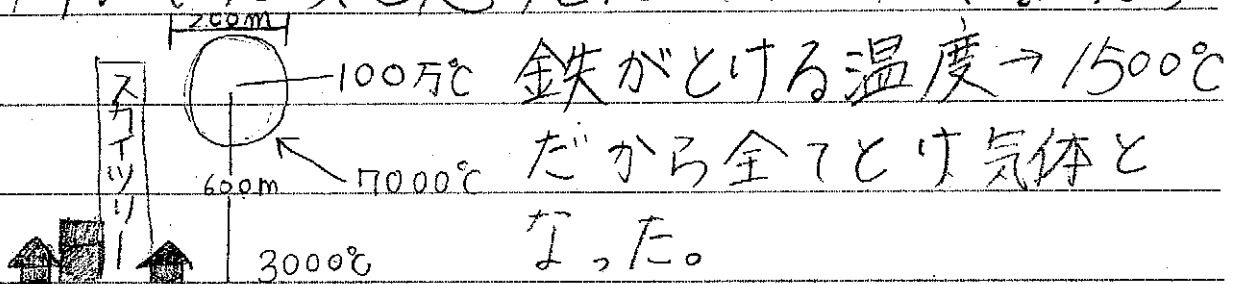 200m
スカイツリー
100万℃
600m
7000℃
3000℃
鉄がとける温度→1500℃
だから全てとけ気体と
なった。